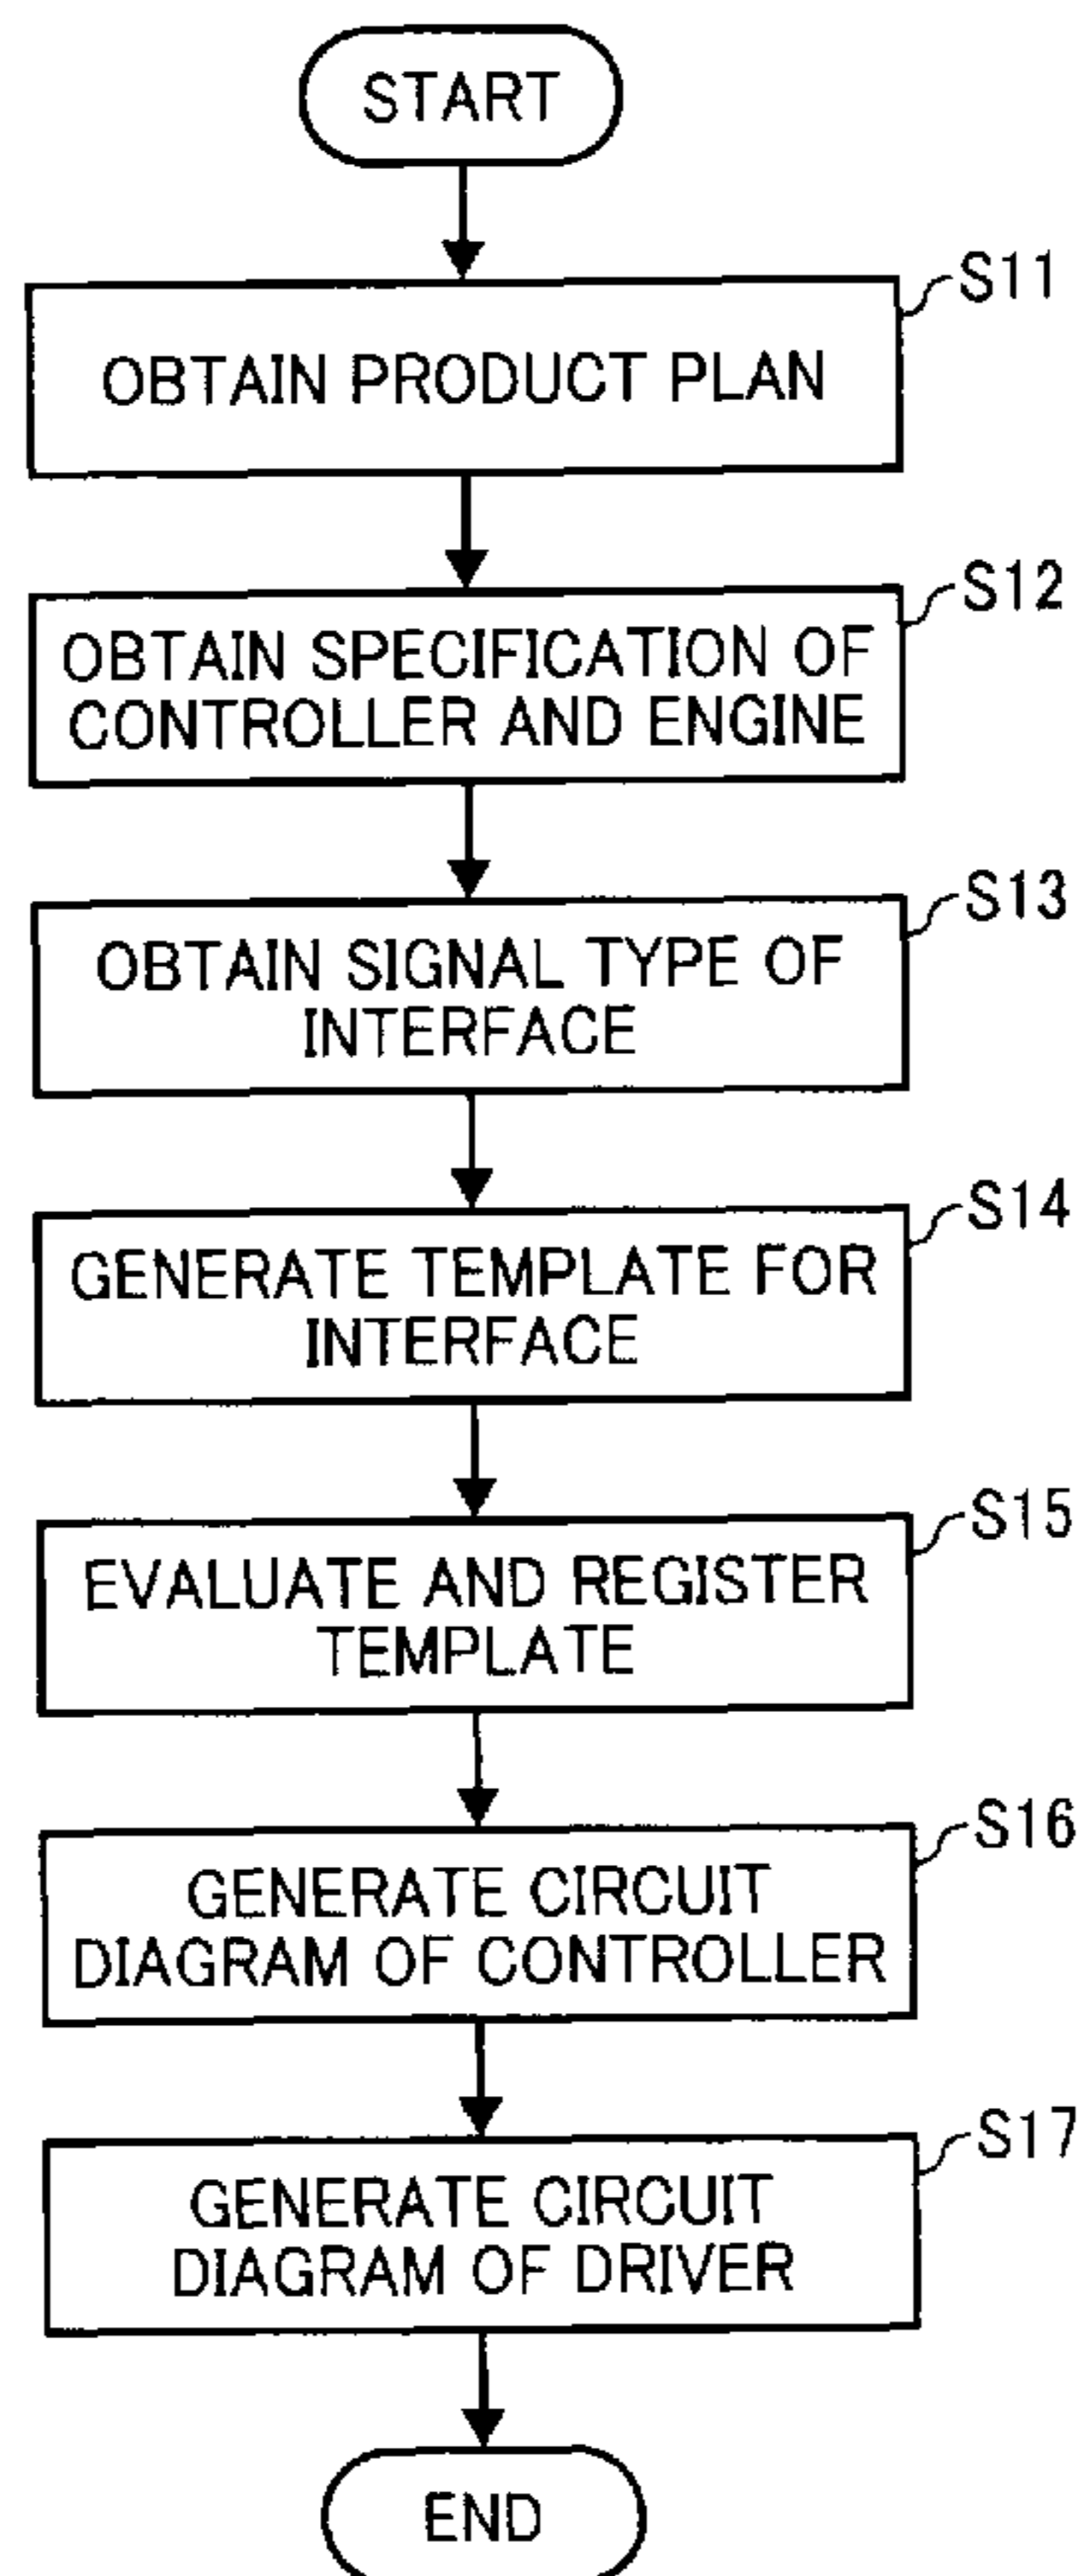 START
S11
OBTAIN PRODUCT PLAN
S12
OBTAIN SPECIFICATION OF
CONTROLLER AND ENGINE
S13
OBTAIN SIGNAL TYPE OF
INTERFACE
S14
GENERATE TEMPLATE FOR
INTERFACE
S15
EVALUATE AND REGISTER
TEMPLATE
S16
GENERATE CIRCUIT
DIAGRAM OF CONTROLLER
S17
GENERATE CIRCUIT
DIAGRAM OF DRIVER
END